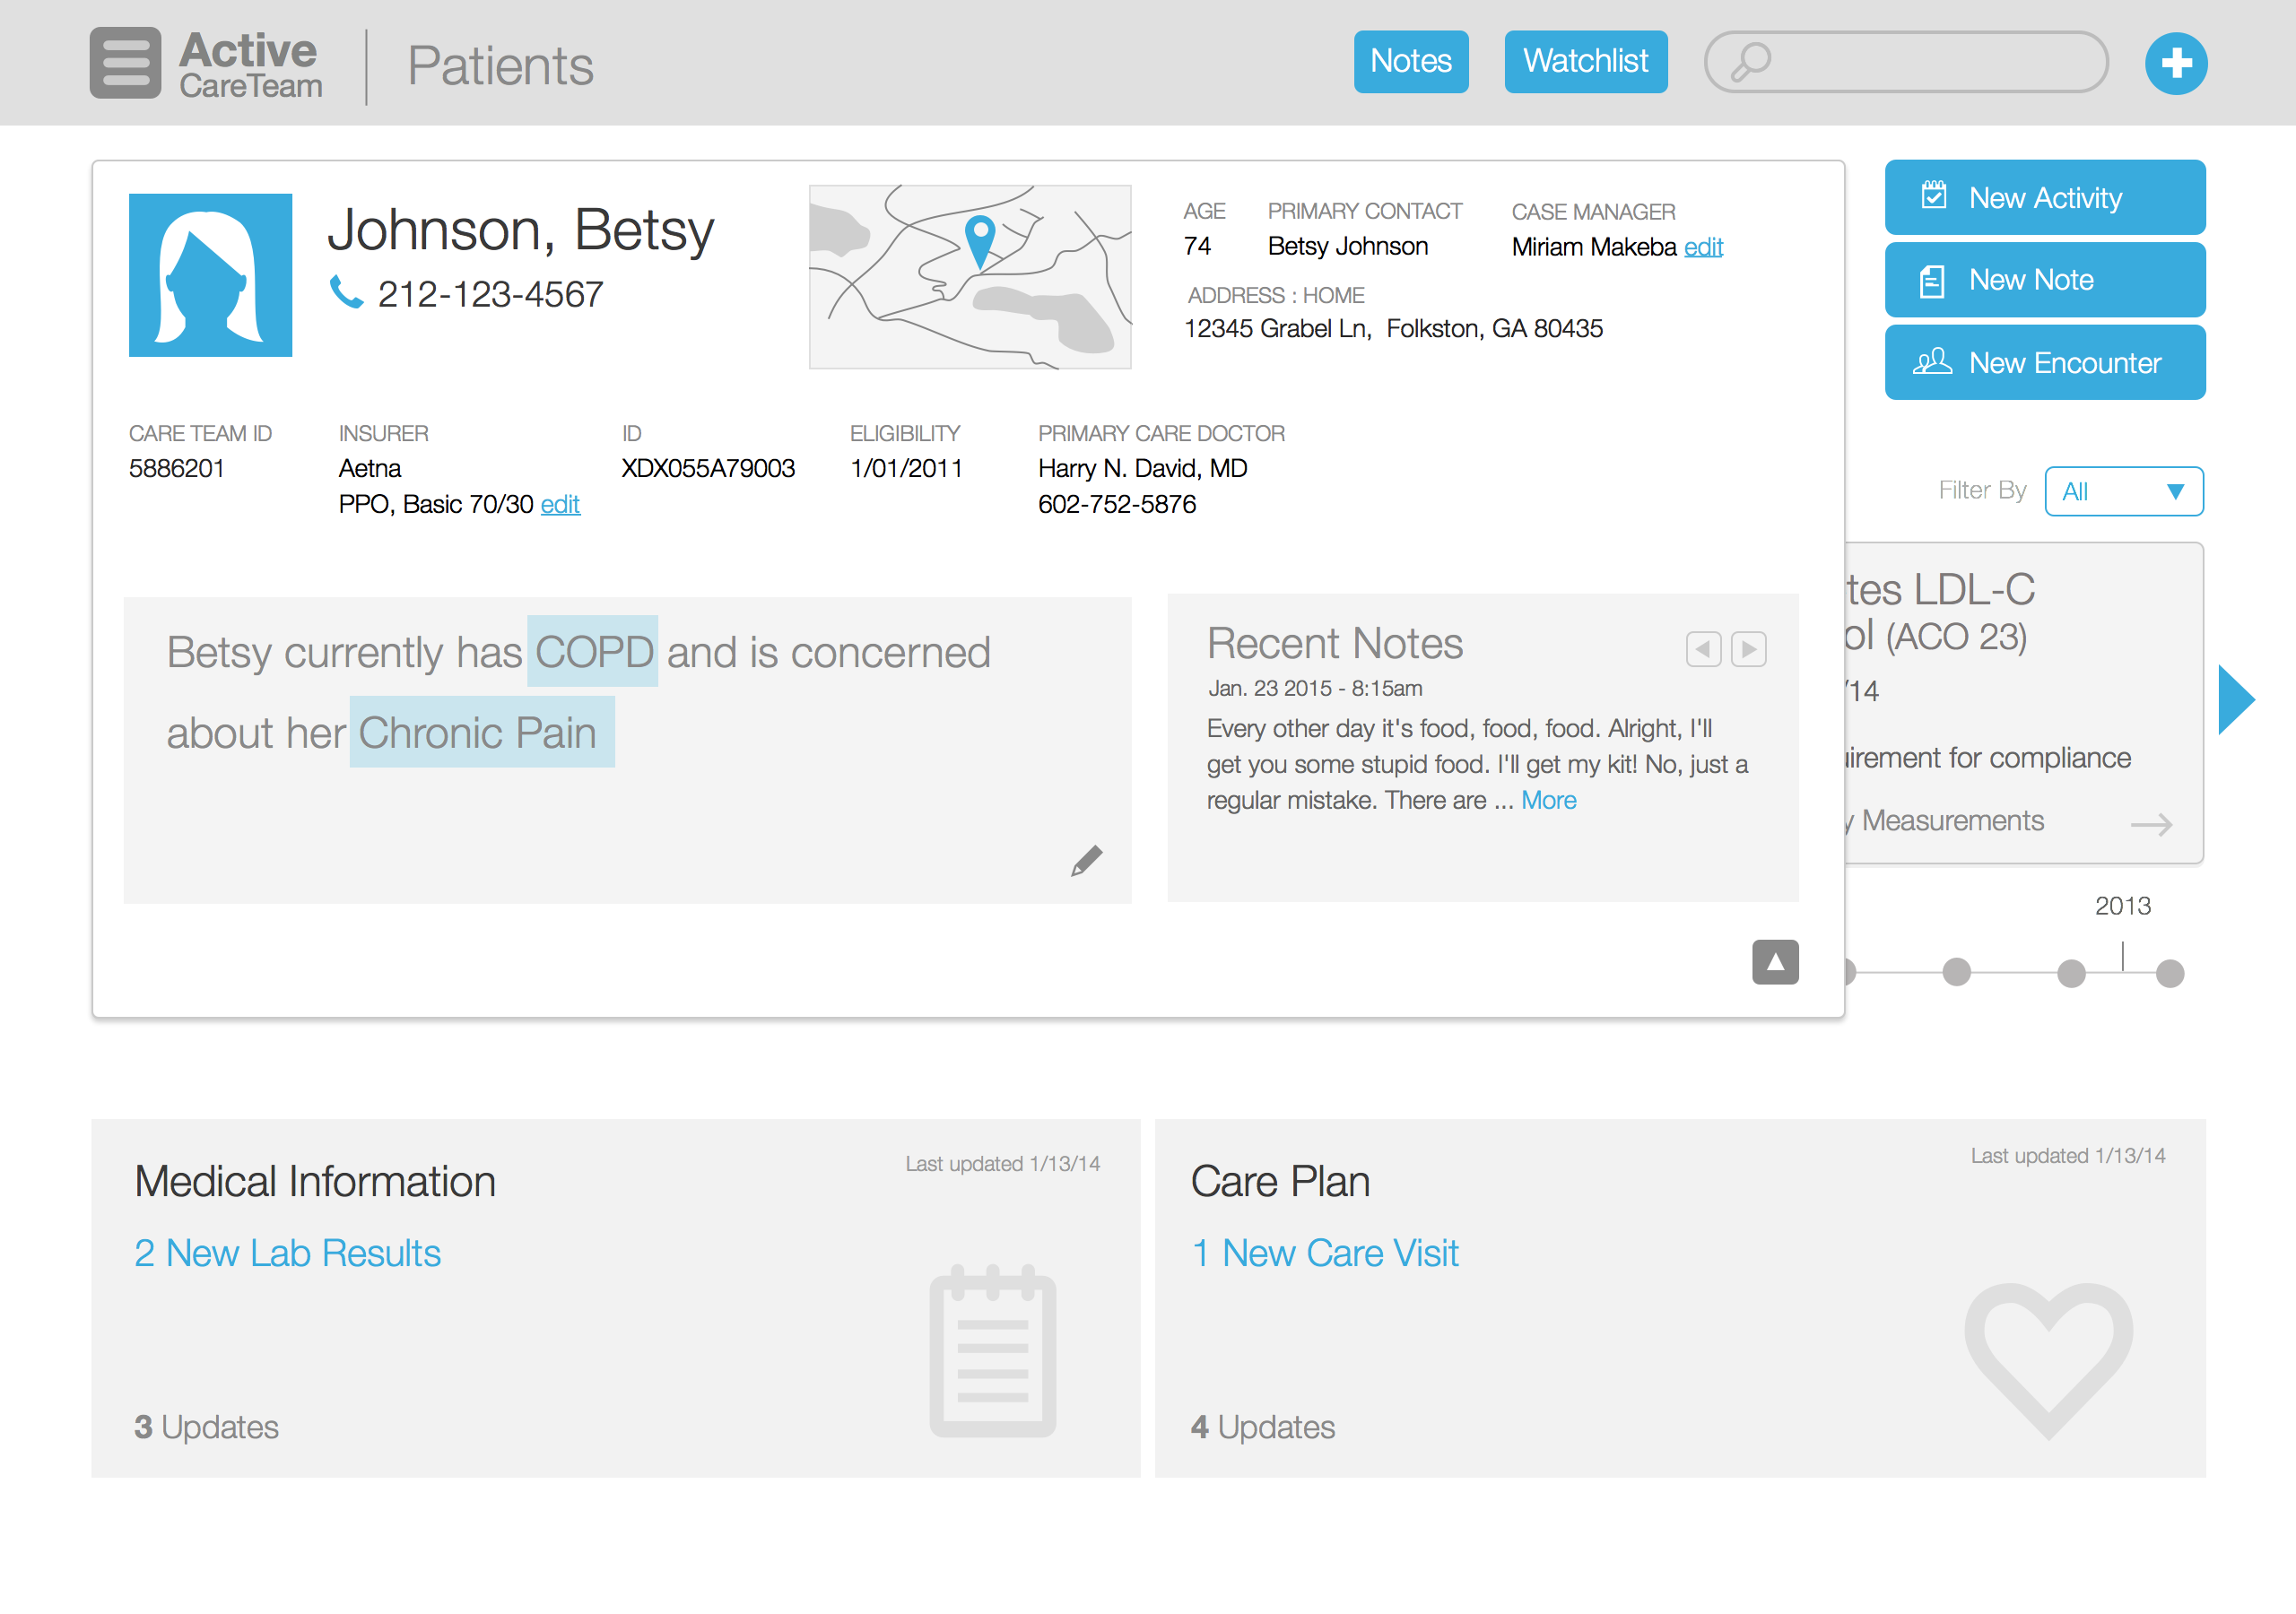 Active
CareTeam
Patients
Notes
Watchlist
Johnson, Betsy
212-123-4567
AGE
74
PRIMARY CONTACT
Betsy Johnson
CASE MANAGER
Miriam Makeba edit
ADDRESS : HOME
12345 Grabel Ln, Folkston, GA 80435
New Activity
New Note
New Encounter
CARE TEAM ID
5886201
INSURER
Aetna
PPO, Basic 70/30 edit
ID
XDX055A79003
ELIGIBILITY
1/01/2011
PRIMARY CARE DOCTOR
Harry N. David, MD
602-752-5876
Filter By
All
Betsy currently has COPD and is concerned
about her Chronic Pain
Recent Notes
Jan. 23 2015 - 8:15am
Every other day it's food, food, food. Alright, I'll
get you some stupid food. I'll get my kit! No, just a
regular mistake. There are ... More
tes LDL-C
ol (ACO 23)
/14
irement for compliance
y Measurements
2013
Medical Information
Last updated 1/13/14
2 New Lab Results
3 Updates
Care Plan
Last updated 1/13/14
1 New Care Visit
4 Updates